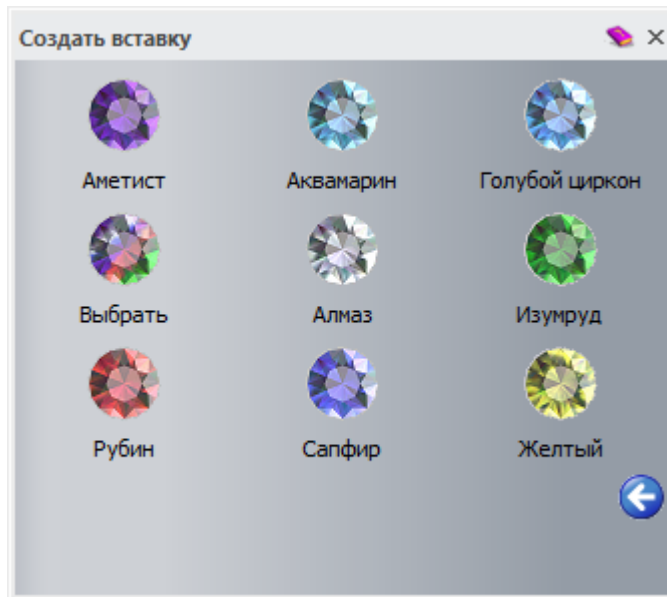 Создать вставку
Аметист
Аквамарин
Голубой циркон
Выбрать
Алмаз
Изумруд
Рубин
Сапфир
Желтый